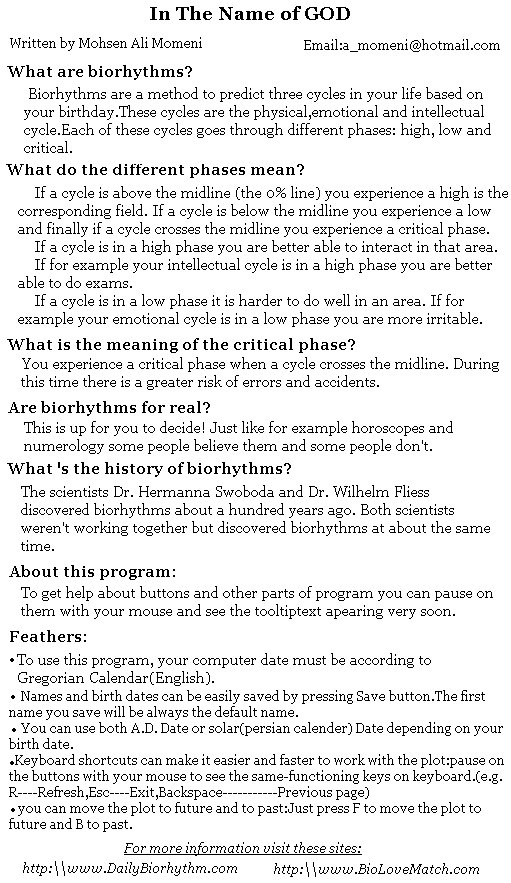 In The Name of GOD
Written by Mohsen Ali Momeni Email:a_momeni@hotmail.com
What are biorhythms?
Biorhythms are a method to predict three cycles in your life based on
your birthday.These cycles are the physical,emotional and intellectual
cycle.Each of these cycles goes through different phases: high, low and
critical.
What do the different phases mean?
If a cycle is above the midline (the 0% line) you experience a high is the
corresponding field. If a cycle is below the midline you experience a low
and finally if a cycle crosses the midline you experience a critical phase.
If a cycle is in a high phase you are better able to interact in that area.
If for example your intellectual cycle is in a high phase you are better
able to do exams.
If a cycle is in a low phase it is harder to do well in an area. If for
example your emotional cycle is in a low phase you are more irritable.
What is the meaning of the critical phase?
You experience a critical phase when a cycle crosses the midline. During
this time there is a greater risk of errors and accidents.
Are biorhythms for real?
This is up for you to decide! Just like for example horoscopes and
numerology some people believe them and some people don't.
What 's the history of biorhythms?
The scientists Dr. Hermanna Swoboda and Dr. Wilhelm Fliess
discovered biorhythms about a hundred years ago. Both scientists
weren't working together but discovered biorhythms at about the same
time.
About this program:
To get help about buttons and other parts of program you can pause on
them with your mouse and see the tooltiptext apearing very soon.
Feathers:
•To use this program, your computer date must be according to
Gregorian Calendar(English).
• Names and birth dates can be easily saved by pressing Save button.The first
name you save will be always the default name.
• You can use both A.D. Date or solar(persian calender) Date depending on your
birth date.
•Keyboard shortcuts can make it easier and faster to work with the plot:pause on
the buttons with your mouse to see the same-functioning keys on keyboard.(e.g.
R----Refresh,Esc----Exit,Backspace-----------Previous page)
•you can move the plot to future and to past:Just press F to move the plot to
future and B to past.
For more information visit these sites:
http:\\www.DailyBiorhythm.com http:\\www.BioLoveMatch.com